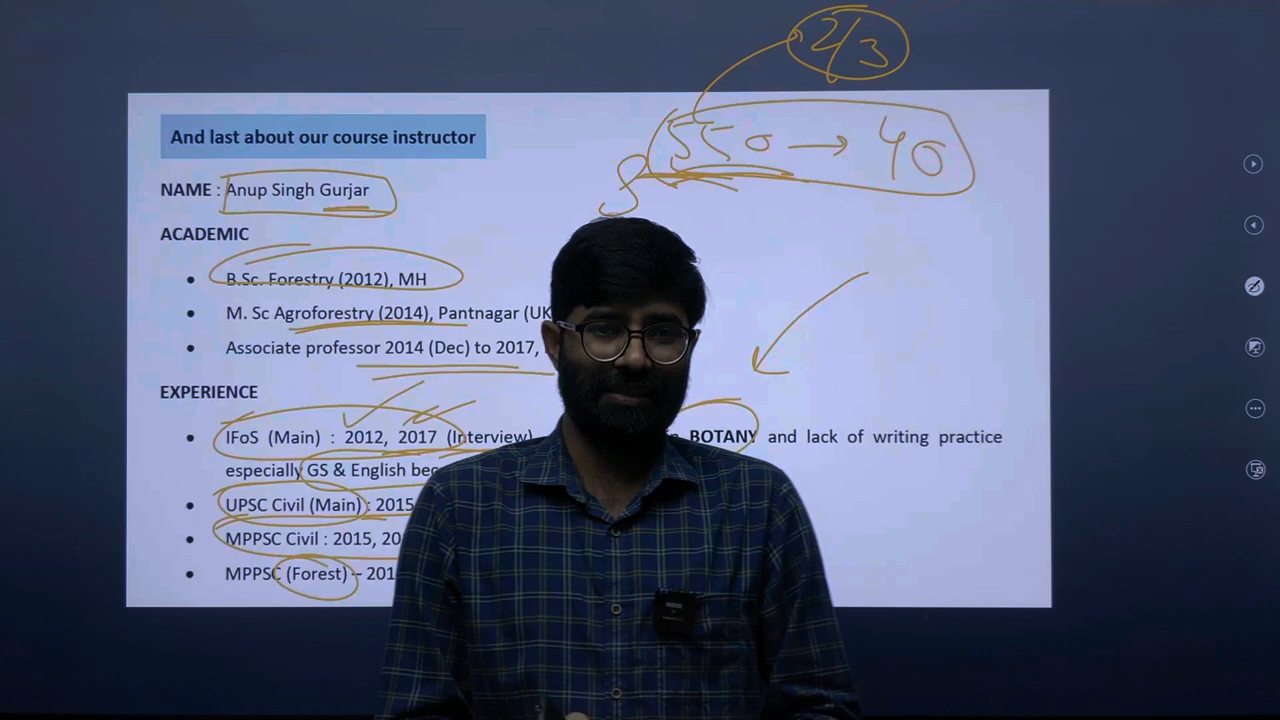 2/3
550 → 40
And last about our course instructor
NAME : Anup Singh Gurjar
ACADEMIC
• B.Sc. Forestry (2012), MH
• M. Sc Agroforestry (2014), Pantnagar (UK
• Associate professor 2014 (Dec) to 2017,
EXPERIENCE
• IFoS (Main) : 2012, 2017 (Interview) BOTANY and lack of writing practice
especially GS & English
• UPSC Civil (Main) : 2015
• MPPSC Civil : 2015,
• MPPSC (Forest) –